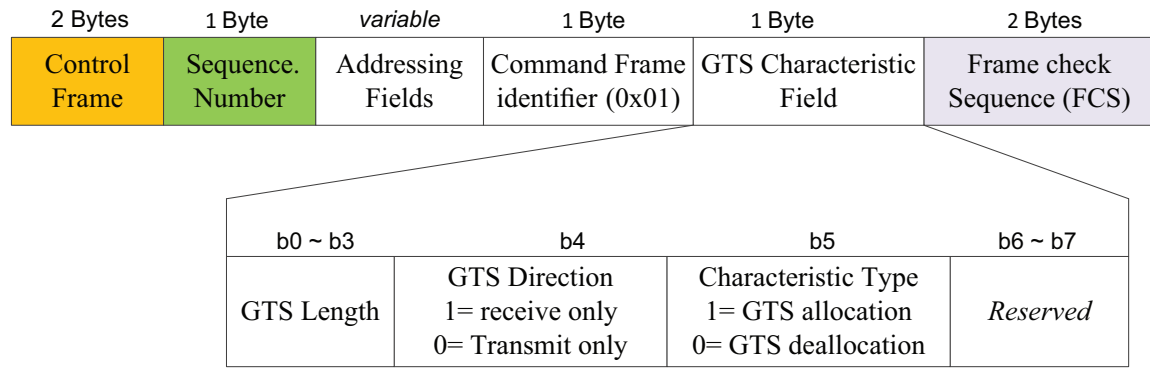 2 Bytes 1 Byte variable 1 Byte 1 Byte 2 Bytes
Control Sequence. Addressing Command Frame GTS Characteristic Frame check
Frame Number Fields identifier (0x01) Field Sequence (FCS)
b0 ~ b3 b4 b5 b6 ~ b7
GTS Direction Characteristic Type
GTS Length 1= receive only 1= GTS allocation Reserved
0= Transmit only 0= GTS deallocation